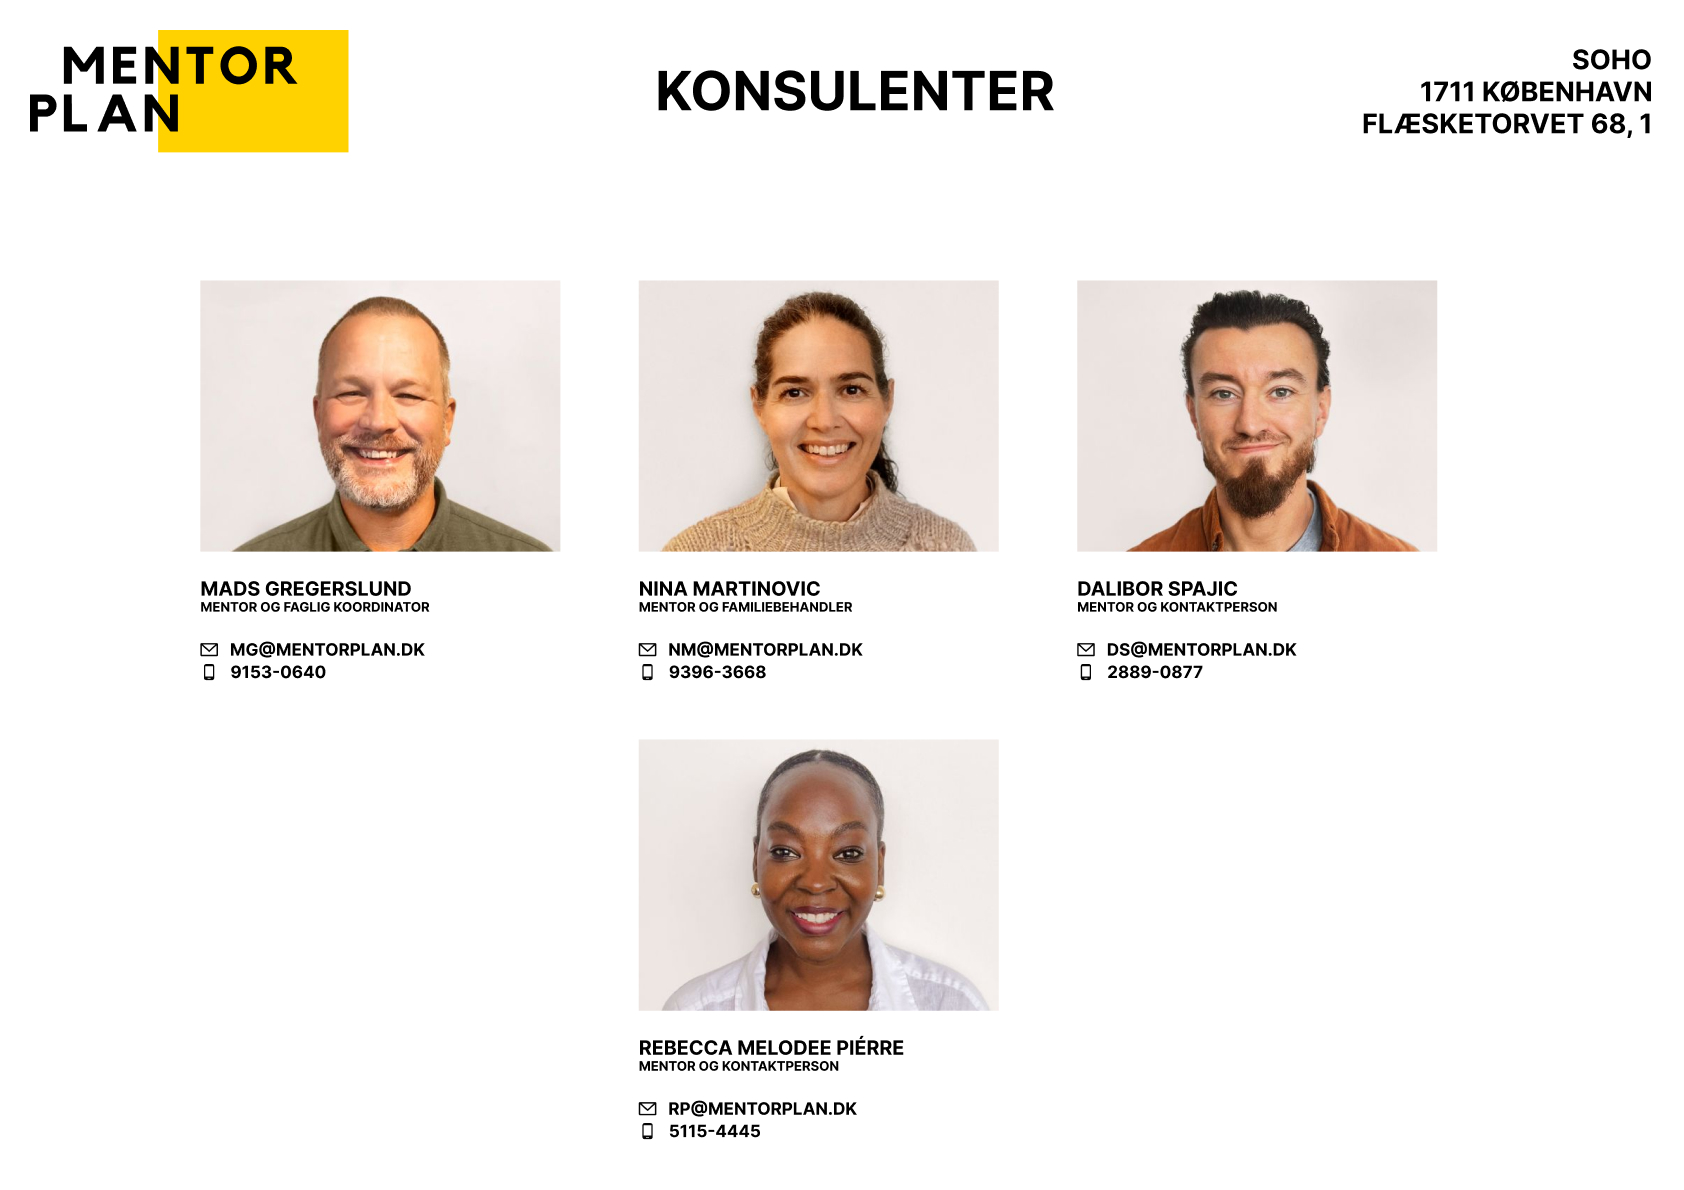 MENTOR
PLAN
KONSULENTER
SOHO
1711 KØBENHAVN
FLÆSKETORVET 68, 1
MADS GREGERSLUND
MENTOR OG FAGLIG KOORDINATOR
MG@MENTORPLAN.DK
9153-0640
NINA MARTINOVIC
MENTOR OG FAMILIEBEHANDLER
NM@MENTORPLAN.DK
9396-3668
DALIBOR SPAJIC
MENTOR OG KONTAKTPERSON
DS@MENTORPLAN.DK
2889-0877
REBECCA MELODEE PIÉRRE
MENTOR OG KONTAKTPERSON
RP@MENTORPLAN.DK
5115-4445